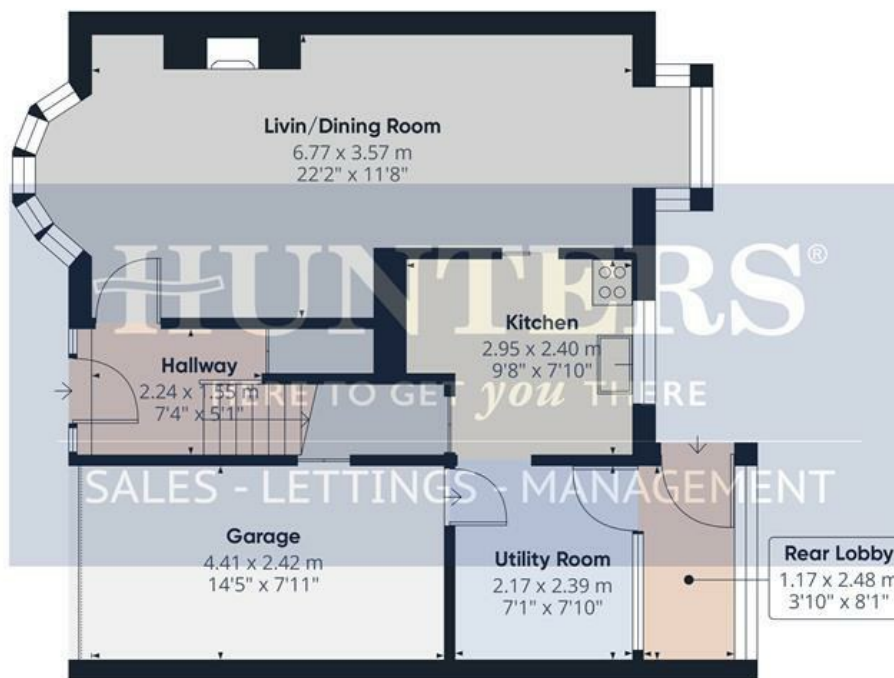 Livin/Dining Room
6.77 x 3.57 m
22'2" x 11'8"
HUNTERS®
Kitchen
2.95 x 2.40 m
9'8" x 7'10"
Hallway
2.24 x 1.55 m
7'4" x 5'1"
HERE TO GET you THERE
SALES - LETTINGS - MANAGEMENT
Garage
4.41 x 2.42 m
14'5" x 7'11"
Utility Room
2.17 x 2.39 m
7'1" x 7'10"
Rear Lobby
1.17 x 2.48 m
3'10" x 8'1"